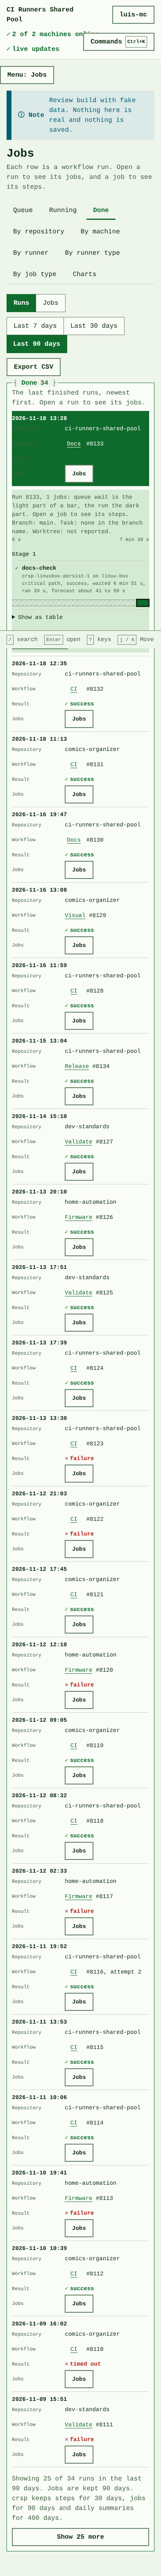 CI Runners Shared
Pool
luis-mc
✓ 2 of 2 machines online
✓ live updates
Commands Ctrl+K
Menu: Jobs
ⓘ Note
Review build with fake
data. Nothing here is
real and nothing is
saved.
Jobs
Each row is a workflow run. Open a
run to see its jobs, and a job to see
its steps.
Queue Running Done
By repository By machine
By runner By runner type
By job type Charts
Runs Jobs
Last 7 days Last 30 days
Last 90 days
Export CSV
Done 34
The last finished runs, newest
first. Open a run to see its jobs.
2026-11-18 13:28
ci-runners-shared-pool
Docs #8133
Jobs
Run 8133, 1 jobs: queue wait is the
light part of a bar, the run the dark
part. Open a job to see its steps.
Branch: main. Task: none in the branch
name. Worktree: not reported.
0 s 7 min 30 s
Stage 1
✓ docs-check
crsp-linuxbox-persist-1 on linux-box
critical path, success, waited 6 min 51 s,
ran 39 s, forecast about 41 to 58 s
▶ Show as table
/ search Enter open ? keys j / k Move
2026-11-18 12:35
Repository ci-runners-shared-pool
Workflow CI #8132
Result ✓ success
Jobs Jobs
2026-11-18 11:13
Repository comics-organizer
Workflow CI #8131
Result ✓ success
Jobs Jobs
2026-11-16 19:47
Repository ci-runners-shared-pool
Workflow Docs #8130
Result ✓ success
Jobs Jobs
2026-11-16 13:08
Repository comics-organizer
Workflow Visual #8129
Result ✓ success
Jobs Jobs
2026-11-16 11:59
Repository ci-runners-shared-pool
Workflow CI #8128
Result ✓ success
Jobs Jobs
2026-11-15 13:04
Repository ci-runners-shared-pool
Workflow Release #8134
Result ✓ success
Jobs Jobs
2026-11-14 15:10
Repository dev-standards
Workflow Validate #8127
Result ✓ success
Jobs Jobs
2026-11-13 20:10
Repository home-automation
Workflow Firmware #8126
Result ✓ success
Jobs Jobs
2026-11-13 17:51
Repository dev-standards
Workflow Validate #8125
Result ✓ success
Jobs Jobs
2026-11-13 17:39
Repository ci-runners-shared-pool
Workflow CI #8124
Result ✓ success
Jobs Jobs
2026-11-13 13:30
Repository ci-runners-shared-pool
Workflow CI #8123
Result × failure
Jobs Jobs
2026-11-12 21:03
Repository comics-organizer
Workflow CI #8122
Result × failure
Jobs Jobs
2026-11-12 17:45
Repository comics-organizer
Workflow CI #8121
Result ✓ success
Jobs Jobs
2026-11-12 12:10
Repository home-automation
Workflow Firmware #8120
Result × failure
Jobs Jobs
2026-11-12 09:05
Repository comics-organizer
Workflow CI #8119
Result ✓ success
Jobs Jobs
2026-11-12 08:32
Repository ci-runners-shared-pool
Workflow CI #8118
Result ✓ success
Jobs Jobs
2026-11-12 02:33
Repository home-automation
Workflow Firmware #8117
Result × failure
Jobs Jobs
2026-11-11 19:52
Repository ci-runners-shared-pool
Workflow CI #8116, attempt 2
Result ✓ success
Jobs Jobs
2026-11-11 13:53
Repository ci-runners-shared-pool
Workflow CI #8115
Result ✓ success
Jobs Jobs
2026-11-11 10:06
Repository ci-runners-shared-pool
Workflow CI #8114
Result ✓ success
Jobs Jobs
2026-11-10 19:41
Repository home-automation
Workflow Firmware #8113
Result × failure
Jobs Jobs
2026-11-10 10:39
Repository comics-organizer
Workflow CI #8112
Result ✓ success
Jobs Jobs
2026-11-09 16:02
Repository comics-organizer
Workflow CI #8110
Result × timed out
Jobs Jobs
2026-11-09 15:51
Repository dev-standards
Workflow Validate #8111
Result × failure
Jobs Jobs
Showing 25 of 34 runs in the last
90 days. Jobs are kept 90 days.
crsp keeps steps for 30 days, jobs
for 90 days and daily summaries
for 400 days.
Show 25 more